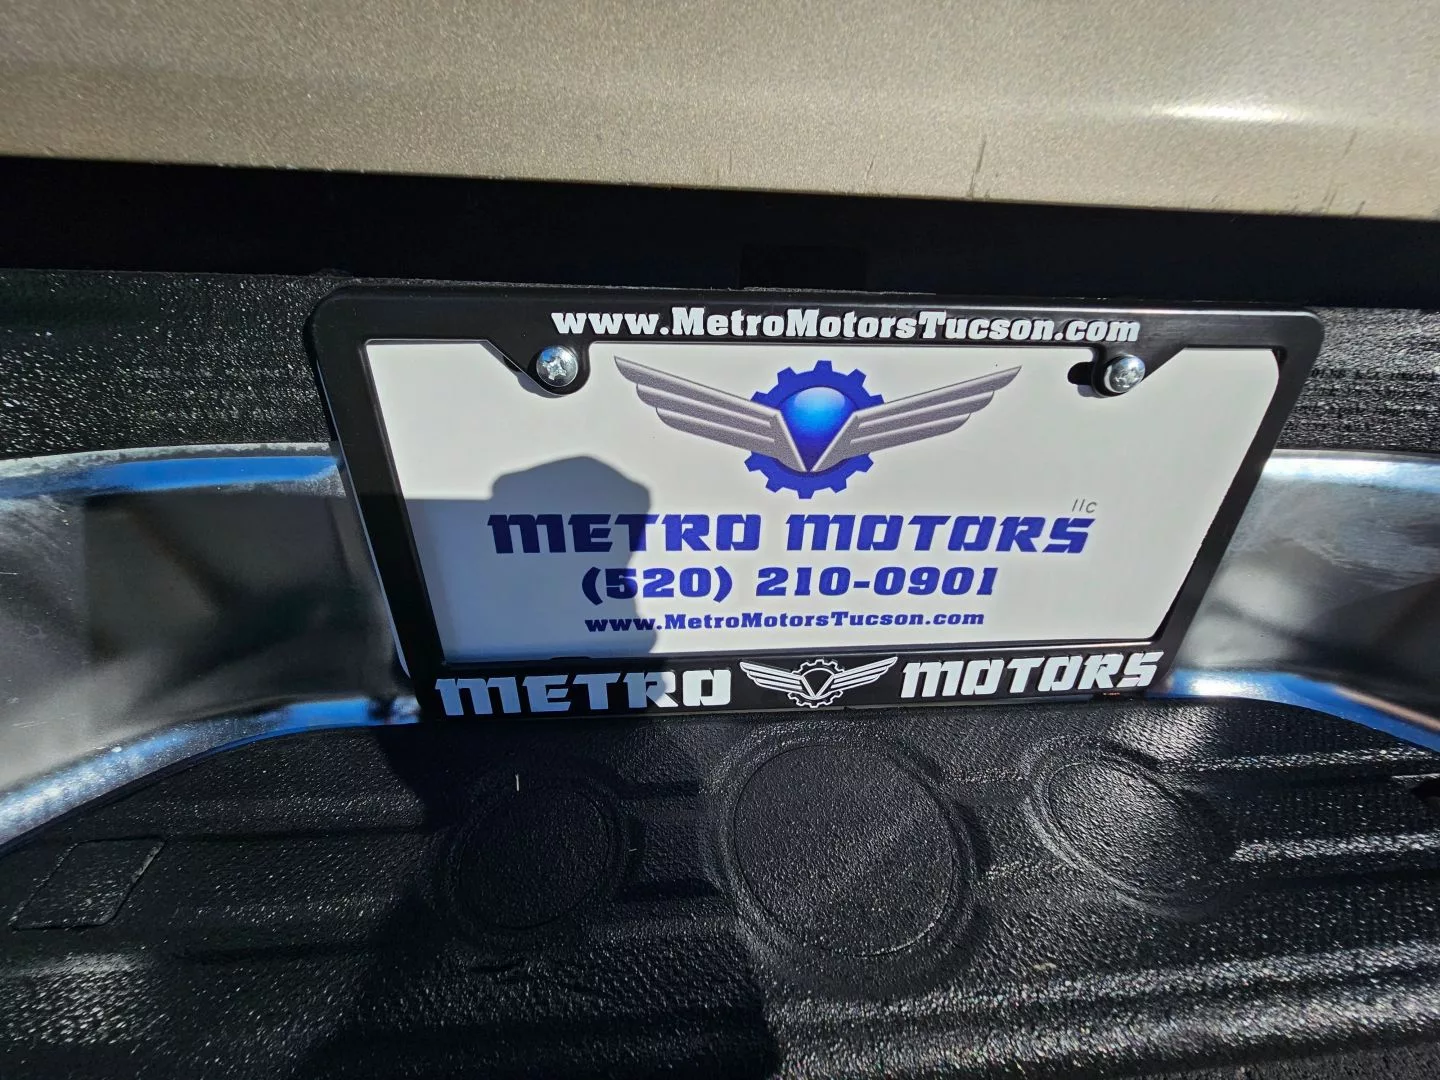 www.MetroMotorsTucson.com
llc
METRO MOTORS
(520) 210-0901
www.MetroMotorsTucson.com
METRO MOTORS